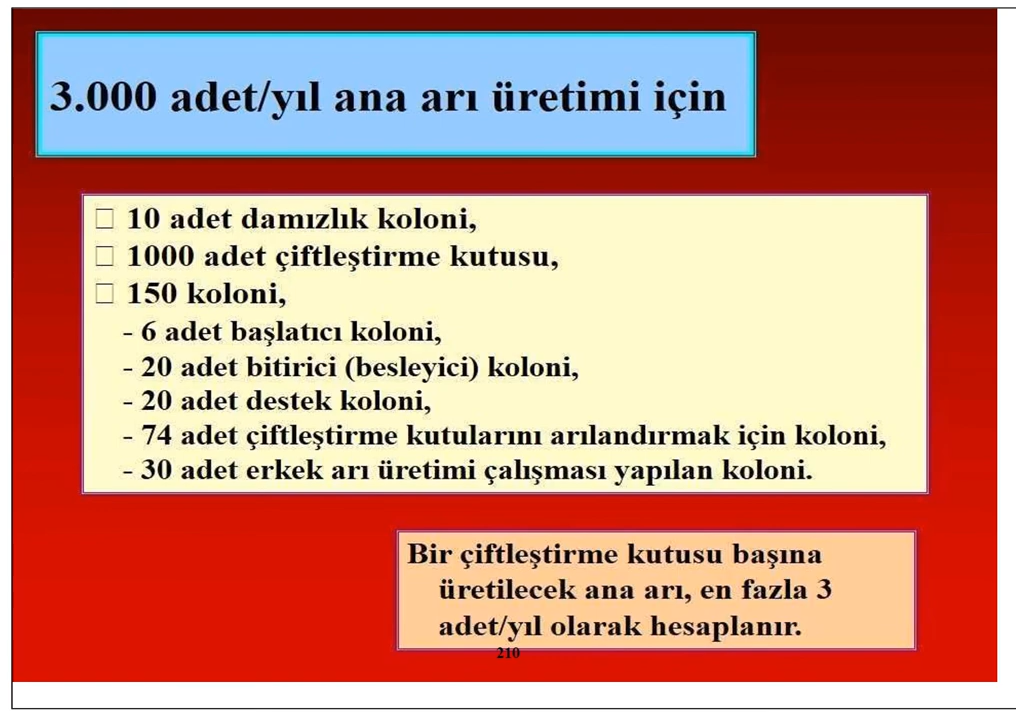 3.000 adet/yıl ana arı üretimi için
□ 10 adet damızlık koloni,
□ 1000 adet çiftleştirme kutusu,
□ 150 koloni,
- 6 adet başlatıcı koloni,
- 20 adet bitirici (besleyici) koloni,
- 20 adet destek koloni,
- 74 adet çiftleştirme kutularını arılandırmak için koloni,
- 30 adet erkek arı üretimi çalışması yapılan koloni.
Bir çiftleştirme kutusu başına
üretilecek ana arı, en fazla 3
adet/yıl olarak hesaplanır.
210